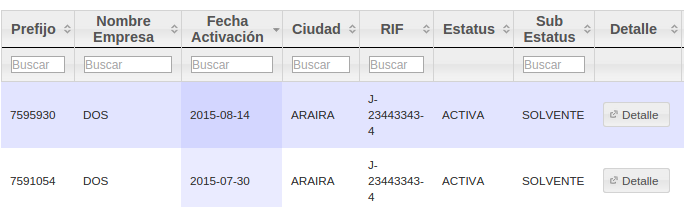 Prefijo Nombre Empresa Fecha Activación Ciudad RIF Estatus Sub Estatus Detalle
Buscar Buscar Buscar Buscar Buscar Buscar
7595930 DOS 2015-08-14 ARAIRA J-23443343-4 ACTIVA SOLVENTE Detalle
7591054 DOS 2015-07-30 ARAIRA J-23443343-4 ACTIVA SOLVENTE Detalle